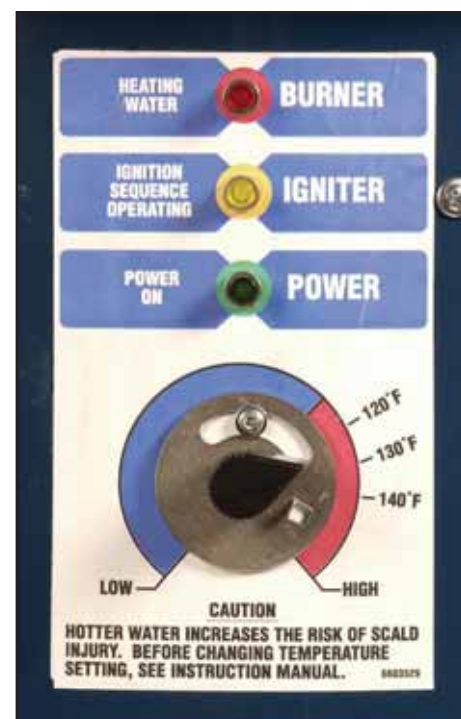 HEATING
WATER
BURNER
IGNITION
SEQUENCE
OPERATING
IGNITER
POWER
ON
POWER
120°F
130°F
140°F
LOW
HIGH
CAUTION
HOTTER WATER INCREASES THE RISK OF SCALD
INJURY. BEFORE CHANGING TEMPERATURE
SETTING, SEE INSTRUCTION MANUAL.